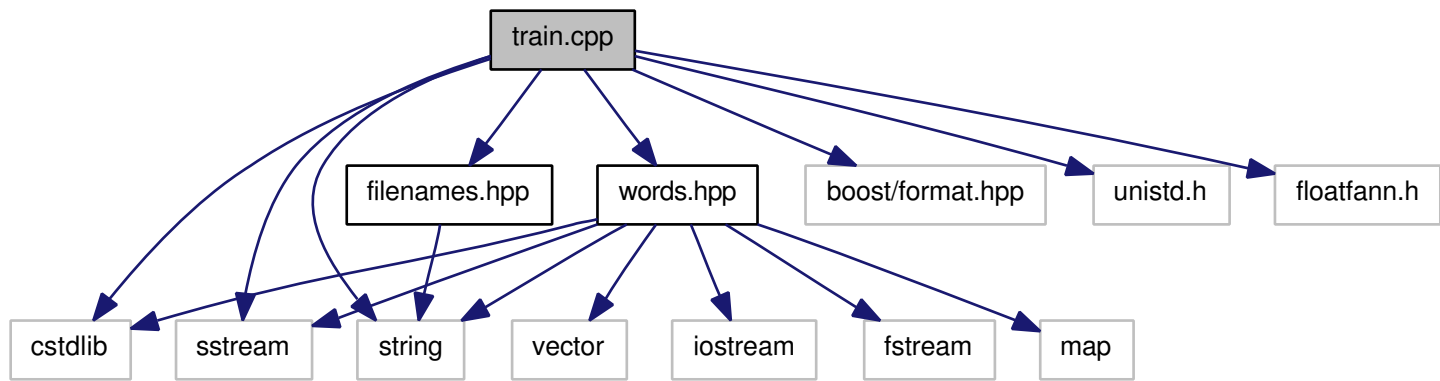 train.cpp
filenames.hpp
words.hpp
boost/format.hpp
unistd.h
floatfann.h
cstdlib
sstream
string
vector
iostream
fstream
map